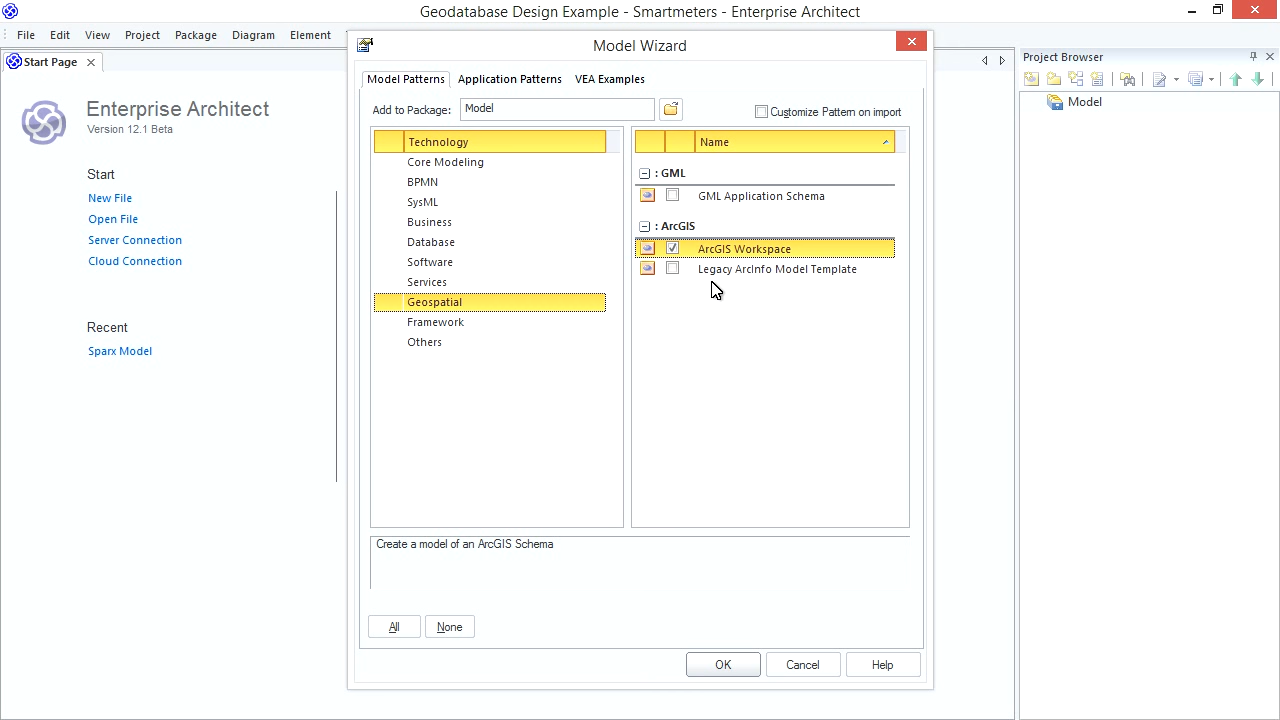 Geodatabase Design Example - Smartmeters - Enterprise Architect
File Edit View Project Package Diagram Element
Start Page
Enterprise Architect
Version 12.1 Beta
Start
New File
Open File
Server Connection
Cloud Connection
Recent
Sparx Model
Model Wizard
Model Patterns Application Patterns VEA Examples
Add to Package: Model Customize Pattern on import
Technology
Core Modeling
BPMN
SysML
Business
Database
Software
Services
Geospatial
Framework
Others
Name
: GML
GML Application Schema
: ArcGIS
ArcGIS Workspace
Legacy ArcInfo Model Template
Create a model of an ArcGIS Schema
All None
OK Cancel Help
Project Browser
Model